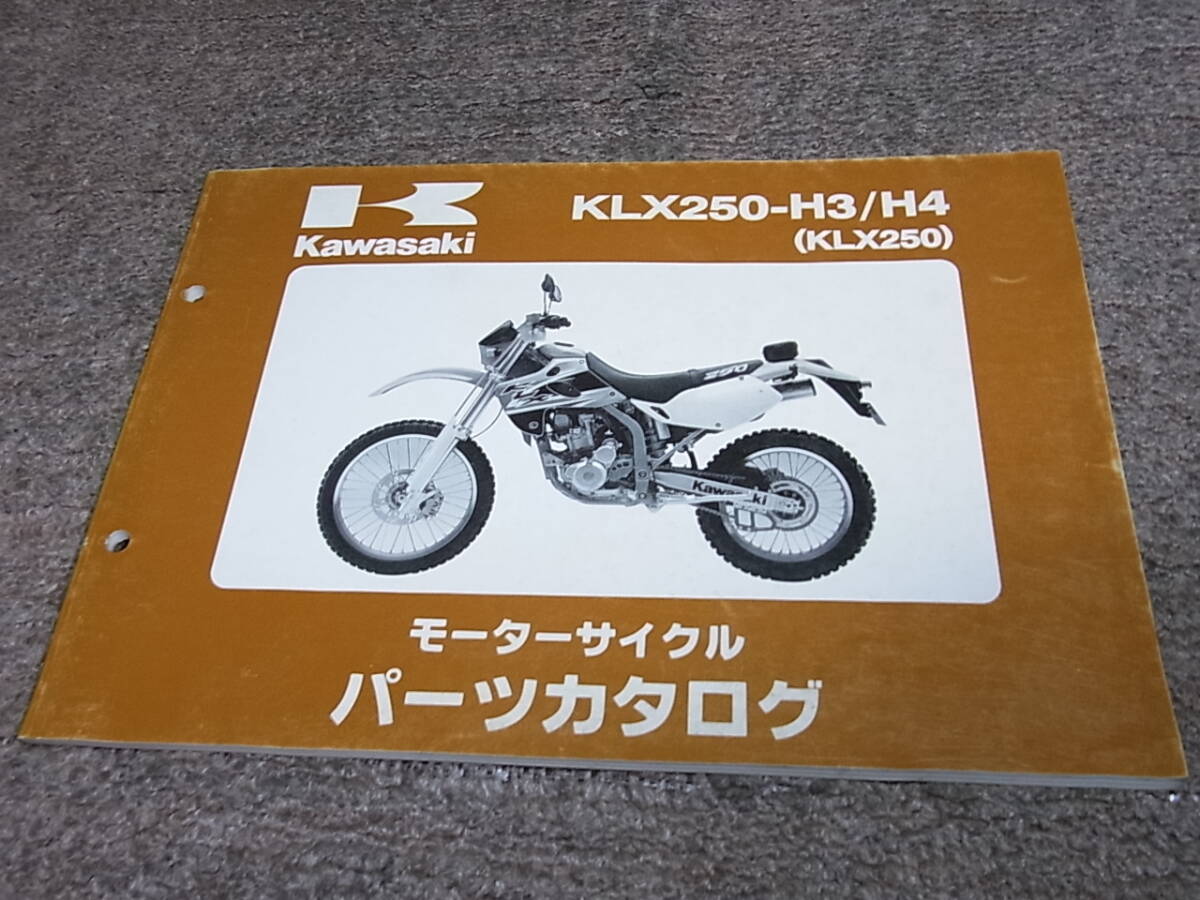 Kawasaki
KLX250-H3/H4
(KLX250)
250
Kawasaki
モーターサイクル
パーツカタログ